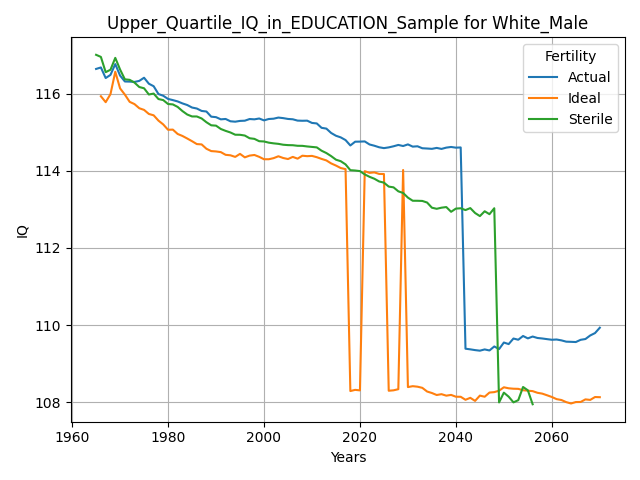 Upper_Quartile_IQ_in_EDUCATION_Sample for White_Male
Fertility
Actual
Ideal
Sterile
IQ
116
114
112
110
108
1960
1980
2000
2020
2040
2060
Years